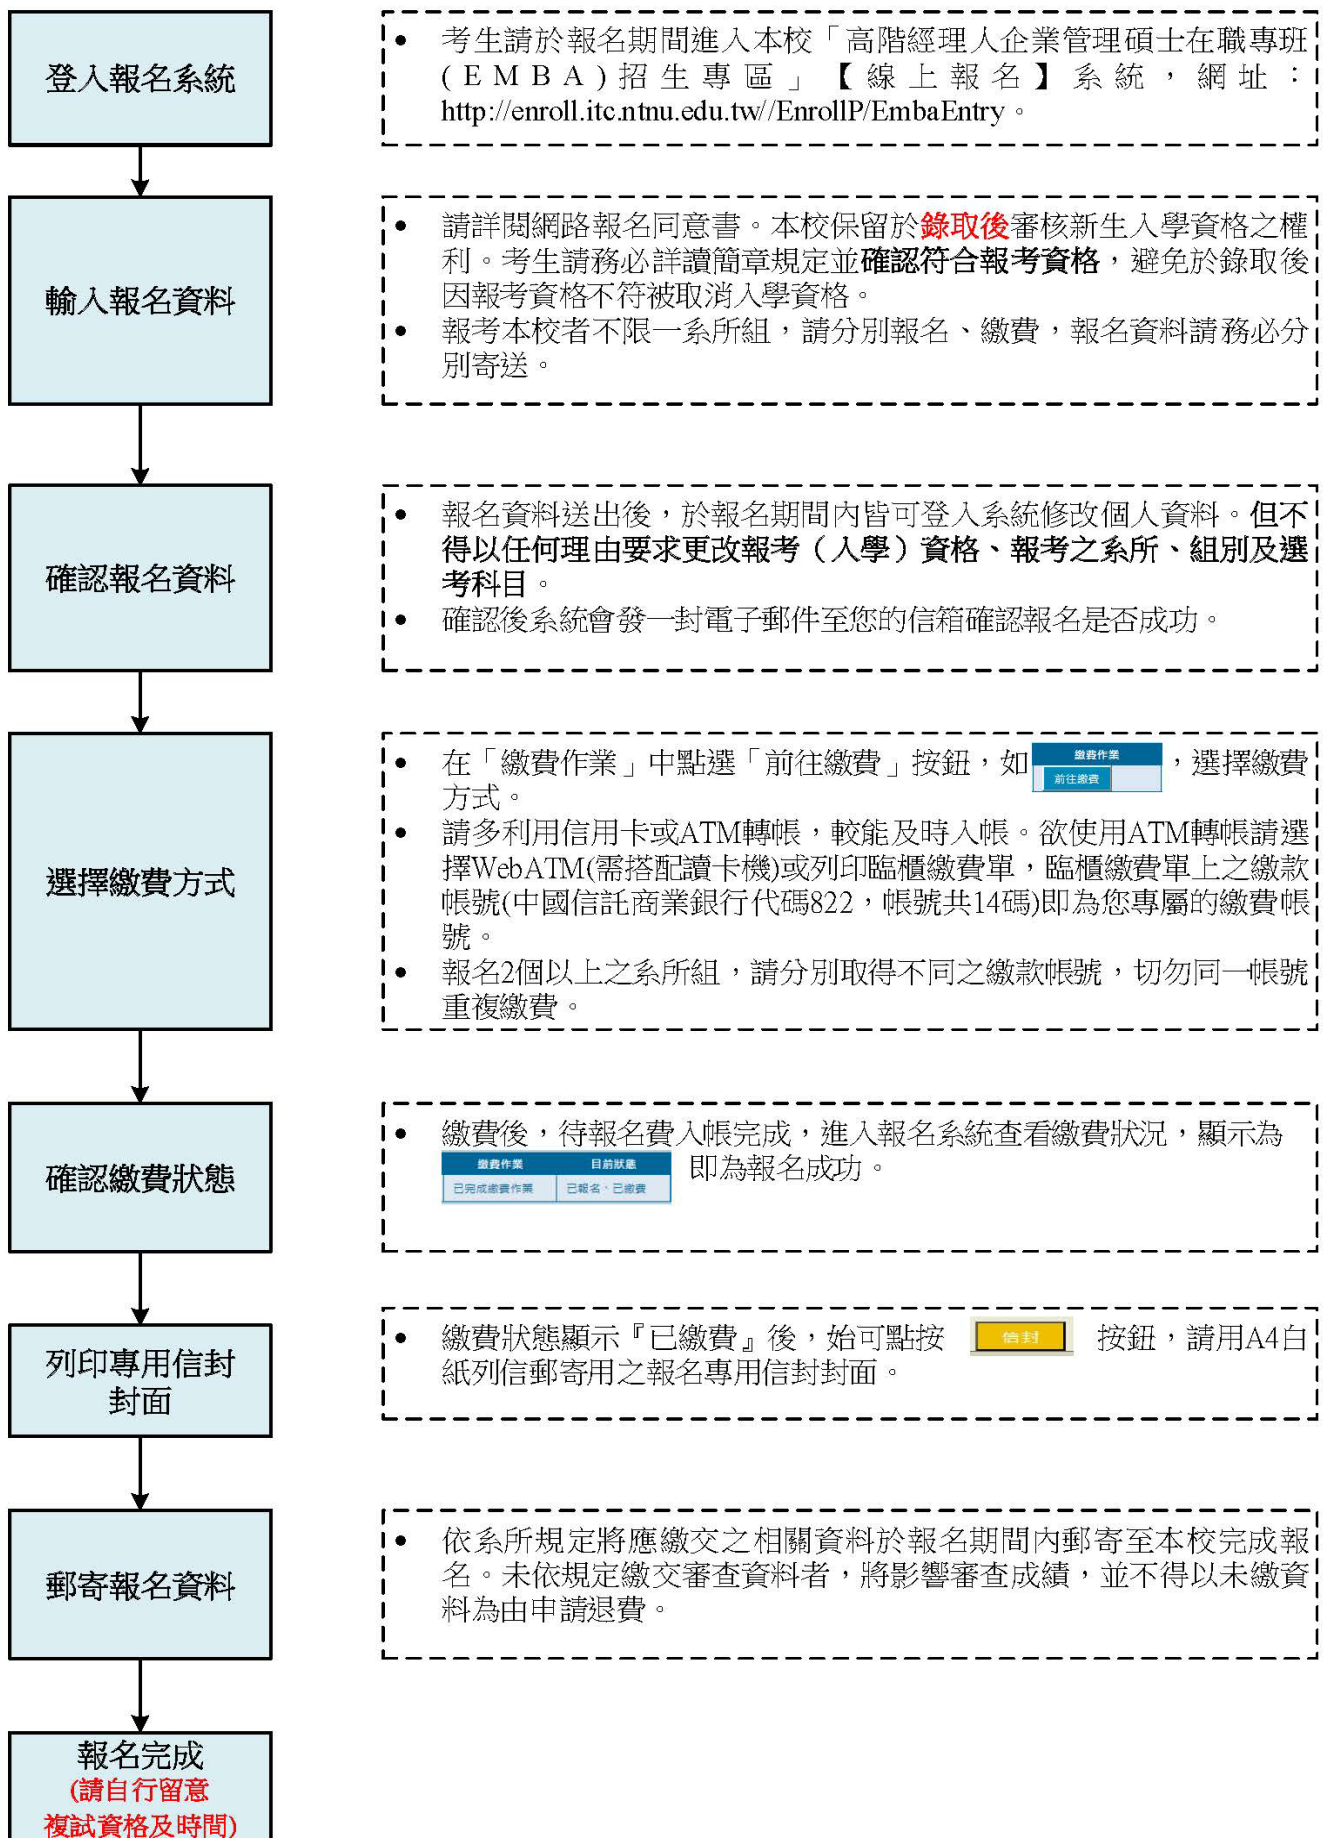 登入報名系統
• 考生請於報名期間進入本校「高階經理人企業管理碩士在職專班
(EMBA)招生專區」【線上報名】系統，網址：
http://enroll.itc.ntnu.edu.tw//EnrollP/EmbaEntry。
輸入報名資料
• 請詳閱網路報名同意書。本校保留於錄取後審核新生入學資格之權
利。考生請務必詳讀簡章規定並確認符合報考資格，避免於錄取後
因報考資格不符被取消入學資格。
• 報考本校者不限一系所組，請分別報名、繳費，報名資料請務必分
別寄送。
確認報名資料
• 報名資料送出後，於報名期間內皆可登入系統修改個人資料。但不
得以任何理由要求更改報考（入學）資格、報考之系所、組別及選
考科目。
• 確認後系統會發一封電子郵件至您的信箱確認報名是否成功。
選擇繳費方式
• 在「繳費作業」中點選「前往繳費」按鈕，如 繳費作業 前往繳費 ，選擇繳費
方式。
• 請多利用信用卡或ATM轉帳，較能及時入帳。欲使用ATM轉帳請選
擇WebATM(需搭配讀卡機)或列印臨櫃繳費單，臨櫃繳費單上之繳款
帳號(中國信託商業銀行代碼822，帳號共14碼)即為您專屬的繳費帳
號。
• 報名2個以上之系所組，請分別取得不同之繳款帳號，切勿同一帳號
重複繳費。
確認繳費狀態
• 繳費後，待報名費入帳完成，進入報名系統查看繳費狀況，顯示為
繳費作業 目前狀態
已完成繳費作業 已報名、已繳費
即為報名成功。
列印專用信封
封面
• 繳費狀態顯示『已繳費』後，始可點按 信封 按鈕，請用A4白
紙列信郵寄用之報名專用信封封面。
郵寄報名資料
• 依系所規定將應繳交之相關資料於報名期間內郵寄至本校完成報
名。未依規定繳交審查資料者，將影響審查成績，並不得以未繳資
料為由申請退費。
報名完成
(請自行留意
複試資格及時間)